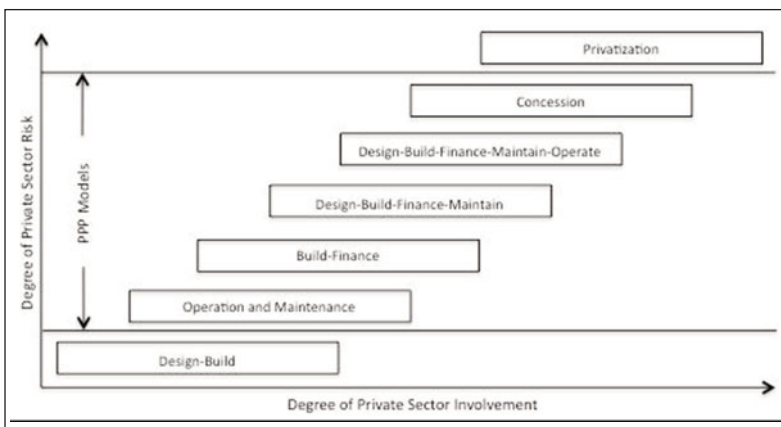 Privatization
Concession
Design-Build-Finance-Maintain-Operate
Design-Build-Finance-Maintain
Build-Finance
Operation and Maintenance
Design-Build
PPP Models
Degree of Private Sector Risk
Degree of Private Sector Involvement